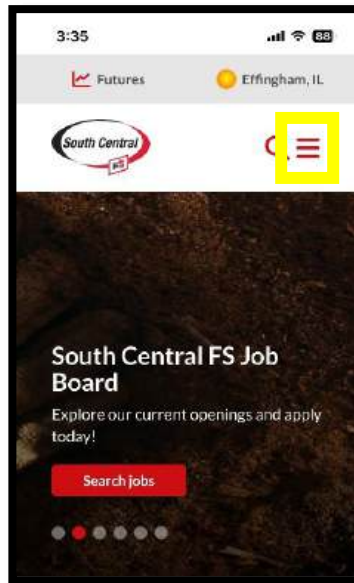 3:35
88
Futures
Effingham, IL
South Central
FS
South Central FS Job
Board
Explore our current openings and apply
today!
Search jobs